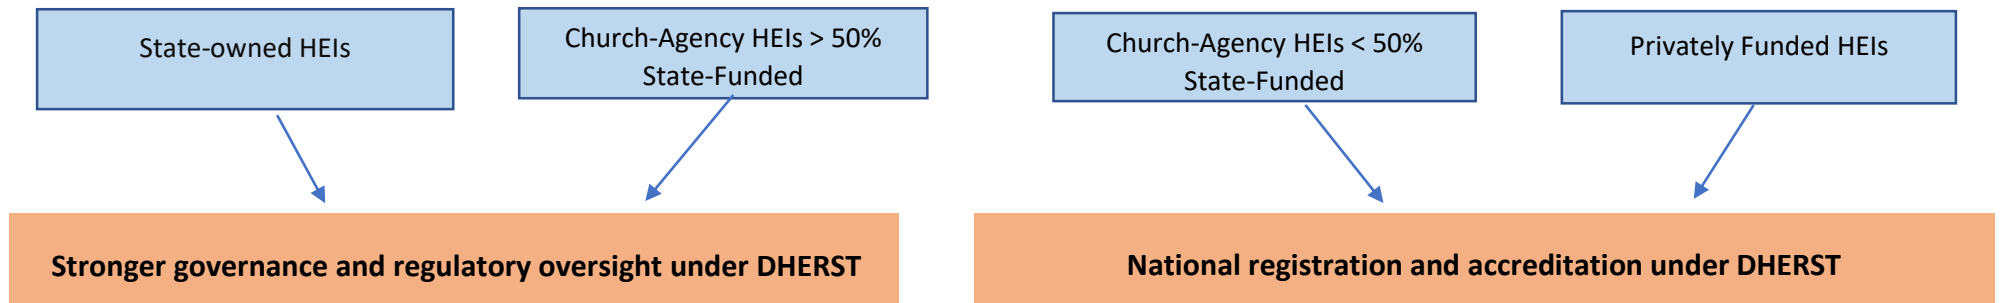 State-owned HEIs
Church-Agency HEIs > 50%
State-Funded
Church-Agency HEIs < 50%
State-Funded
Privately Funded HEIs
Stronger governance and regulatory oversight under DHERST
National registration and accreditation under DHERST